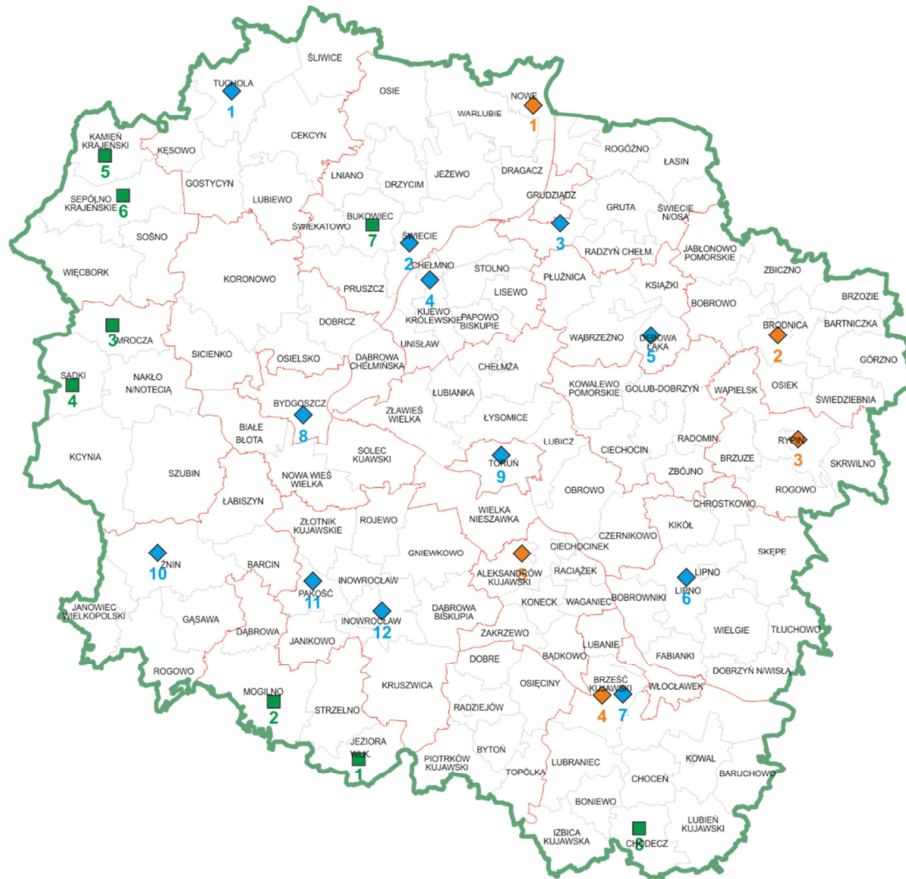 ŚLIWICE
TUCHOLA
1
OSIE
NOWE
1
WARLUBIE
KAMIEŃ
KRAJEŃSKI
5
KĘSOWO
CEKCYN
ROGÓŹNO
ŁASIN
LNIANO
DRZYCIM
JEŻEWO
DRAGACZ
GOSTYCYN
LUBIEWO
SEPÓLNO
KRAJEŃSKIE
6
GRUDZIĄDZ
3
GRUTA
ŚWIECIE
N/OSĄ
ŚWIEKATOWO
BUKOWIEC
7
ŚWIECIE
2
SOŚNO
RADZYŃ CHEŁM.
JABŁONOWO
POMORSKIE
WIĘCBORK
KORONOWO
PRUSZCZ
CHEŁMNO
4
STOLNO
PŁUŻNICA
ZBICZNO
LISEWO
KSIĄŻKI
BOBROWO
BRZOZIE
KIJEWO
KRÓLEWSKIE
PAPOWO
BISKUPIE
DOBRCZ
BARTNICZKA
MROCZA
3
SICIENKO
OSIELSKO
UNISŁAW
WĄBRZEŹNO
DĘBOWA
ŁĄKA
5
BRODNICA
2
GÓRZNO
DĄBROWA
CHEŁMIŃSKA
CHEŁMŻA
SADKI
4
NAKŁO
N/NOTECIĄ
ŁUBIANKA
KOWALEWO
POMORSKIE
GOLUB-DOBRZYŃ
WĄPIELSK
OSIEK
ŚWIEDZIEBNIA
BYDGOSZCZ
8
ZŁAWIEŚ
WIELKA
ŁYSOMICE
BIAŁE
BŁOTA
LUBICZ
RADOMIN
RYPIN
3
KCYNIA
SZUBIN
SOLEC
KUJAWSKI
TORUŃ
9
CIECHOCIN
BRZUZE
SKRWILNO
NOWA WIEŚ
WIELKA
ZBÓJNO
OBROWO
ROGOWO
ŁABISZYN
CHROSTKOWO
ZŁOTNIK
KUJAWSKIE
ROJEWO
WIELKA
NIESZAWKA
KIKÓŁ
CZERNIKOWO
GNIEWKOWO
CIECHOCINEK
SKĘPE
ŻNIN
10
BARCIN
ALEKSANDRÓW
KUJAWSKI
5
RACIĄŻEK
LIPNO
LIPNO
6
PAKOŚĆ
11
INOWROCŁAW
INOWROCŁAW
12
BOBROWNIKI
JANOWIEC
WIELKOPOLSKI
GĄSAWA
DĄBROWA
BISKUPIA
KONECK
WAGANIEC
WIELGIE
TŁUCHOWO
DĄBROWA
JANIKOWO
ZAKRZEWO
LUBANIE
FABIANKI
ROGOWO
DOBRE
BĄDKOWO
DOBRZYŃ N/WISŁĄ
KRUSZWICA
OSIĘCINY
BRZEŚĆ
KUJAWSKI
4
7
WŁOCŁAWEK
MOGILNO
2
STRZELNO
RADZIEJÓW
JEZIORA
WLK.
1
PIOTRKÓW
KUJAWSKI
BYTOŃ
TOPÓLKA
LUBRANIEC
KOWAL
CHOCEŃ
BARUCHOWO
BONIEWO
LUBIEŃ
KUJAWSKI
IZBICA
KUJAWSKA
CHODECZ
8